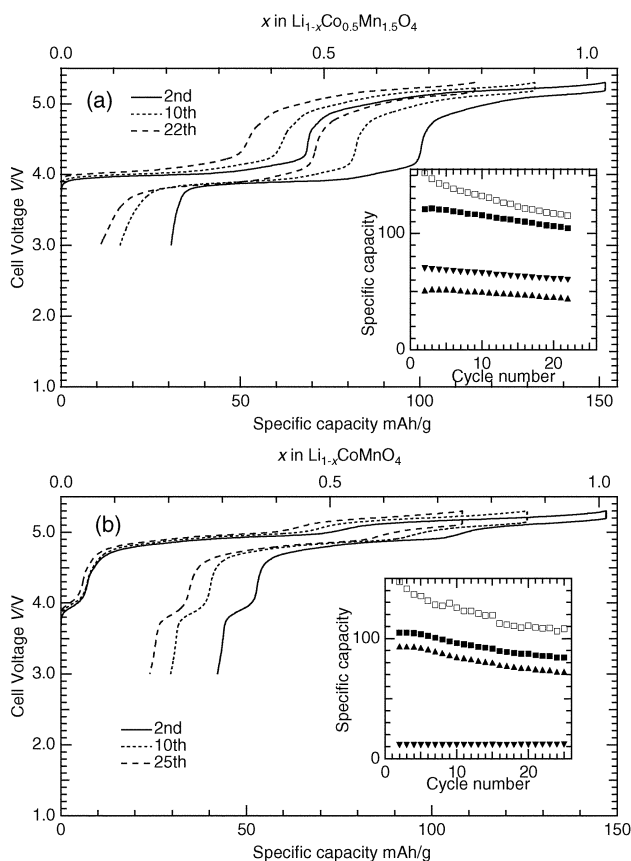 x in Li1-xCo0.5Mn1.5O4
0.0 0.5 1.0
(a)
2nd
10th
22th
5.0
4.0
3.0
2.0
1.0
Cell Voltage V/V
Specific capacity
100
0
0 10 20
Cycle number
0 50 100 150
Specific capacity mAh/g
x in Li1-xCoMnO4
0.0 0.5 1.0
(b)
5.0
4.0
3.0
2.0
1.0
Cell Voltage V/V
Specific capacity
100
0
0 10 20
Cycle number
2nd
10th
25th
0 50 100 150
Specific capacity mAh/g